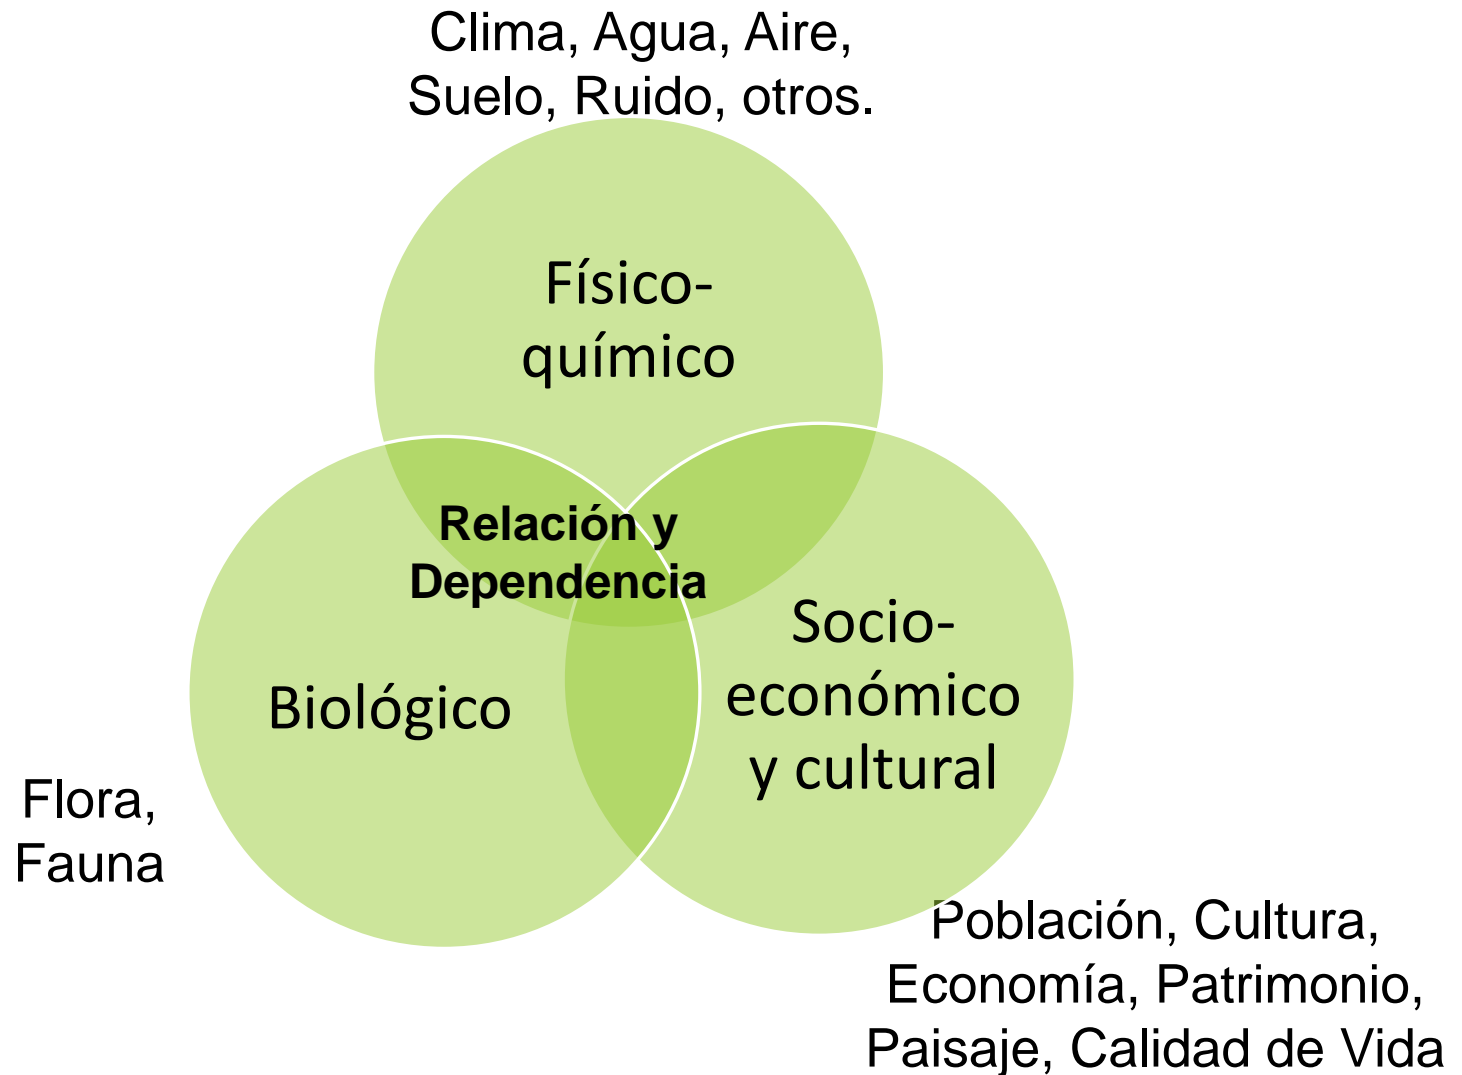 Clima, Agua, Aire,
Suelo, Ruido, otros.
Físico-
químico
Relación y
Dependencia
Socio-
económico
y cultural
Biológico
Flora,
Fauna
Población, Cultura,
Economía, Patrimonio,
Paisaje, Calidad de Vida